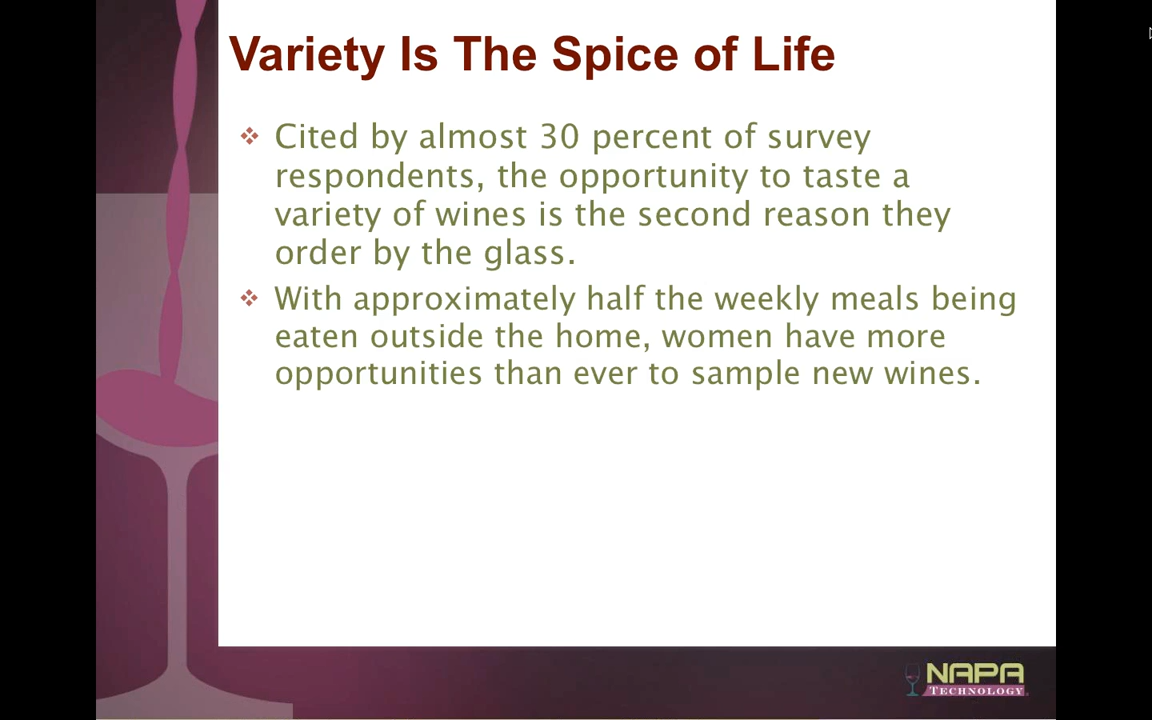 Variety Is The Spice of Life
Cited by almost 30 percent of survey
respondents, the opportunity to taste a
variety of wines is the second reason they
order by the glass.
With approximately half the weekly meals being
eaten outside the home, women have more
opportunities than ever to sample new wines.
NAPA
TECHNOLOGY